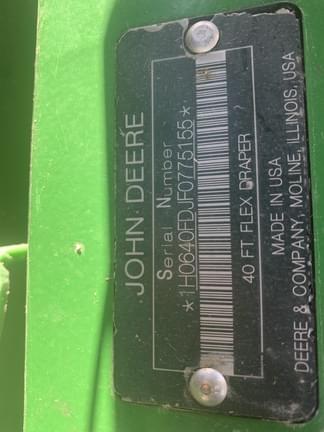 JOHN DEERE
Serial Number
*1H0640FDJF0775155*
40 FT FLEX DRAPER
MADE IN USA
DEERE & COMPANY, MOLINE, ILLINOIS, USA